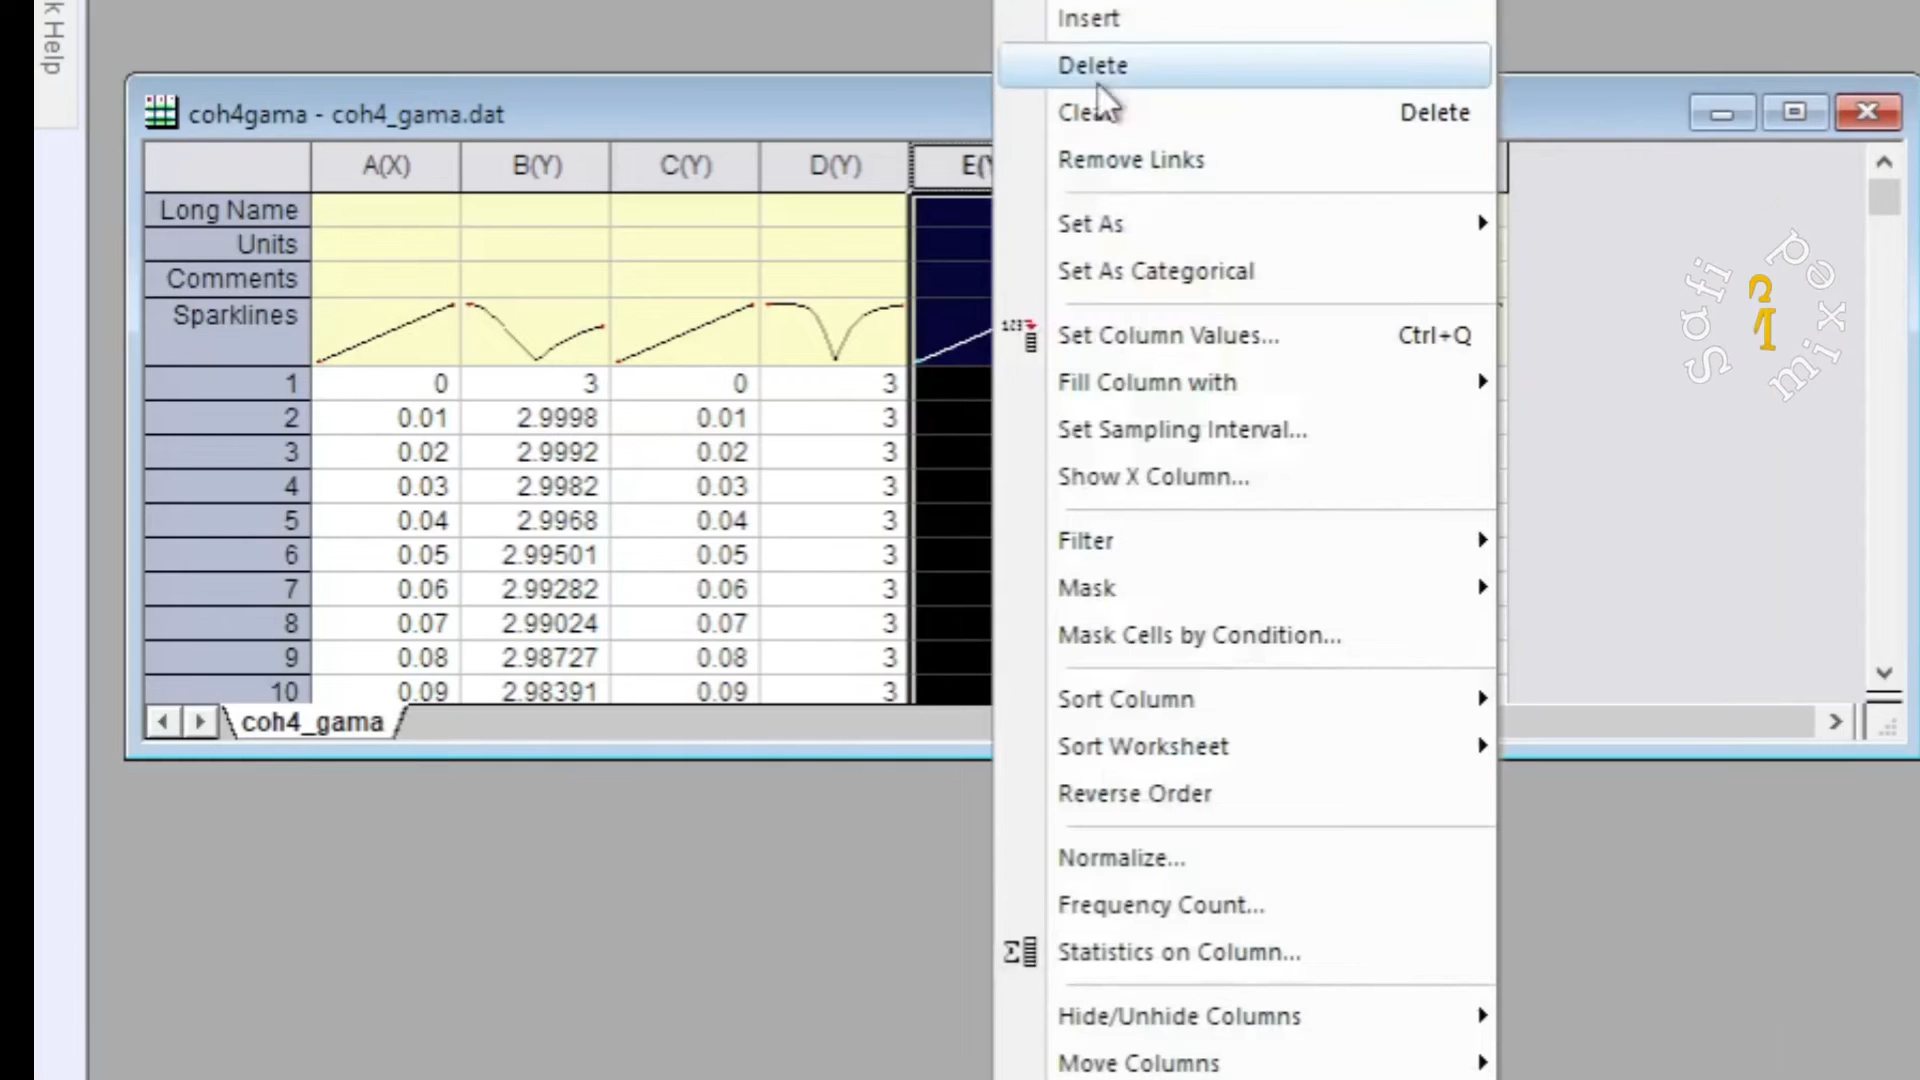 k Help
coh4gama - coh4_gama.dat
A(X) B(Y) C(Y) D(Y)
Long Name
Units
Comments
Sparklines
1 0 3 0 3
2 0.01 2.9998 0.01 3
3 0.02 2.9992 0.02 3
4 0.03 2.9982 0.03 3
5 0.04 2.9968 0.04 3
6 0.05 2.99501 0.05 3
7 0.06 2.99282 0.06 3
8 0.07 2.99024 0.07 3
9 0.08 2.98727 0.08 3
10 0.09 2.98391 0.09 3
coh4_gama
Insert
Delete
Delete
Remove Links
Set As
Set As Categorical
Set Column Values... Ctrl+Q
Fill Column with
Set Sampling Interval...
Show X Column...
Filter
Mask
Mask Cells by Condition...
Sort Column
Sort Worksheet
Reverse Order
Normalize...
Frequency Count...
Statistics on Column...
Hide/Unhide Columns
Move Columns
Safi
mixed